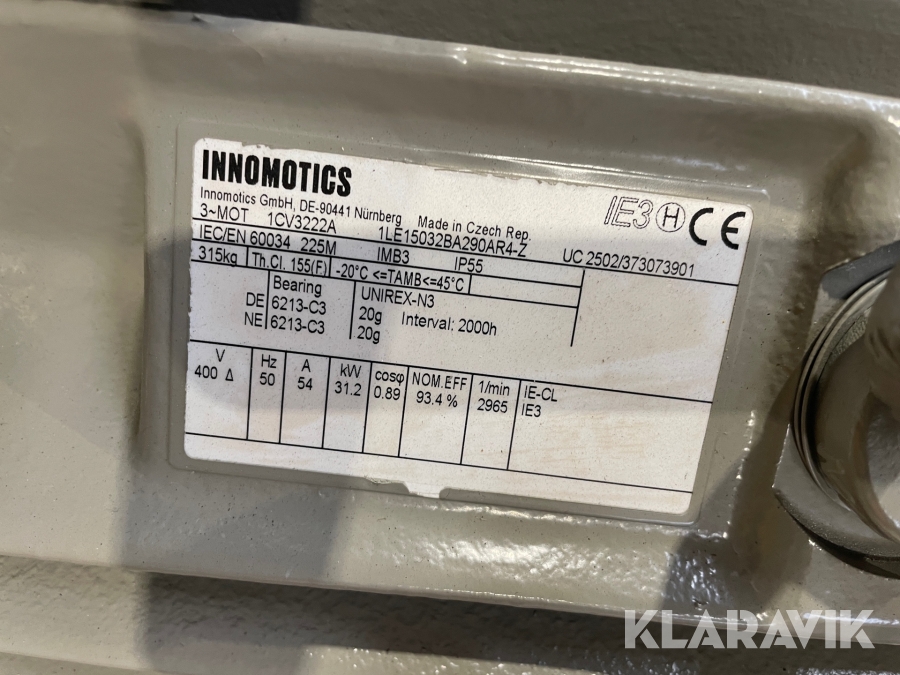 INNOMOTICS
Innomotics GmbH, DE-90441 Nürnberg Made in Czech Rep.
IE3 H CE
3~MOT 1CV3222A 1LE15032BA290AR4-Z UC 2502/373073901
IEC/EN 60034 225M IMB3 IP55
315kg Th.Cl. 155(F) -20°C <=TAMB<=45°C
Bearing UNIREX-N3
DE 6213-C3 20g Interval: 2000h
NE 6213-C3 20g
V Hz A kW cosφ NOM.EFF 1/min IE-CL
400 Δ 50 54 31.2 0.89 93.4 % 2965 IE3
KLARAVIK